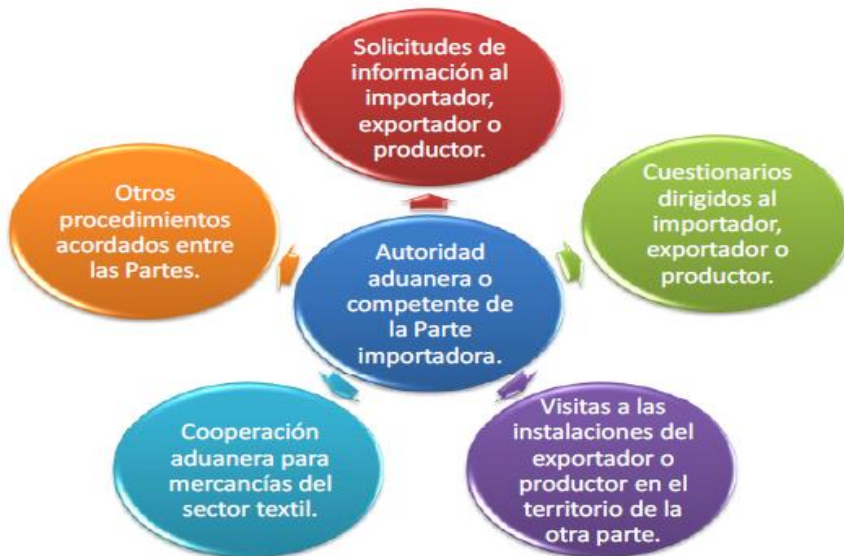 Solicitudes de
información al
importador,
exportador o
productor.
Otros
procedimientos
acordados entre
las Partes.
Cuestionarios
dirigidos al
importador,
exportador o
productor.
Autoridad
aduanera o
competente de
la Parte
importadora.
Cooperación
aduanera para
mercancías del
sector textil.
Visitas a las
instalaciones del
exportador o
productor en el
territorio de la
otra parte.